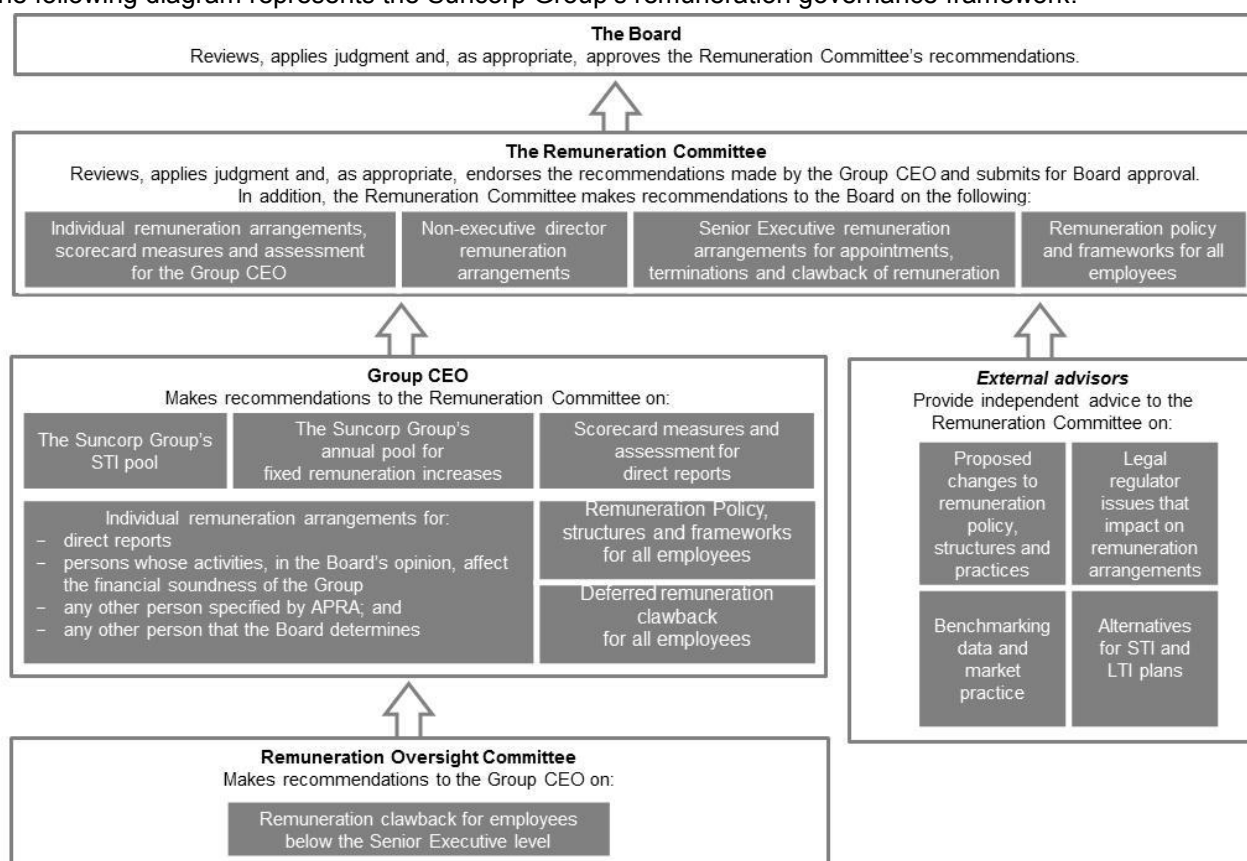 The following diagram represents the Suncorp Group's remuneration governance framework:
The Board
Reviews, applies judgment and, as appropriate, approves the Remuneration Committee's recommendations.
The Remuneration Committee
Reviews, applies judgment and, as appropriate, endorses the recommendations made by the Group CEO and submits for Board approval.
In addition, the Remuneration Committee makes recommendations to the Board on the following:
Individual remuneration arrangements,
scorecard measures and assessment
for the Group CEO
Non-executive director
remuneration
arrangements
Senior Executive remuneration
arrangements for appointments,
terminations and clawback of remuneration
Remuneration policy
and frameworks for all
employees
Group CEO
Makes recommendations to the Remuneration Committee on:
The Suncorp Group's
STI pool
The Suncorp Group's
annual pool for
fixed remuneration increases
Scorecard measures and
assessment for
direct reports
Individual remuneration arrangements for:
– direct reports
– persons whose activities, in the Board's opinion, affect
the financial soundness of the Group
– any other person specified by APRA; and
– any other person that the Board determines
Remuneration Policy,
structures and frameworks
for all employees
Deferred remuneration
clawback
for all employees
External advisors
Provide independent advice to the
Remuneration Committee on:
Proposed
changes to
remuneration
policy,
structures and
practices
Legal
regulator
issues that
impact on
remuneration
arrangements
Benchmarking
data and
market
practice
Alternatives
for STI and
LTI plans
Remuneration Oversight Committee
Makes recommendations to the Group CEO on:
Remuneration clawback for employees
below the Senior Executive level